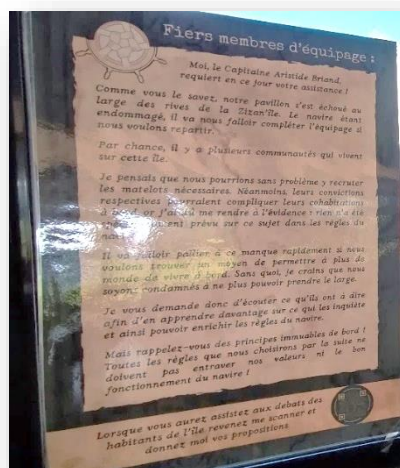 Fiers membres d'équipage :
Moi, le Capitaine Aristide Briand,
requiert en ce jour votre assistance !
Comme vous le savez, notre pavillon s'est échoué au
large des rives de la Zizan'île. Le navire étant
endommagé, il va nous falloir compléter l'équipage si
nous voulons repartir.
Par chance, il y a plusieurs communautés qui vivent
sur cette île.
Je pensais que nous pourrions sans problème y recruter
les matelots nécessaires. Néanmoins, leurs convictions
respectives pourraient compliquer leurs cohabitations
à bord, or j'ai dû me rendre à l'évidence : rien n'a été
prévu sur ce sujet dans les règles du
Il va falloir pallier à ce manque rapidement si nous
voulons trouver un moyen de permettre à plus de
monde de vivre à bord. Sans quoi, je crains que nous
soyons condamnés à ne plus pouvoir prendre le large.
Je vous demande donc d'écouter ce qu'ils ont à dire
afin d'en apprendre davantage sur ce qui les inquiète
et ainsi pouvoir enrichir les règles du navire.
Mais rappelez-vous des principes immuables de bord !
Toutes les règles que nous choisirons par la suite ne
doivent pas entraver nos valeurs ni le bon
fonctionnement du navire !
Lorsque vous aurez assistez aux debats des
habitants de l'île revenez me scanner et
donnez moi vos propositions